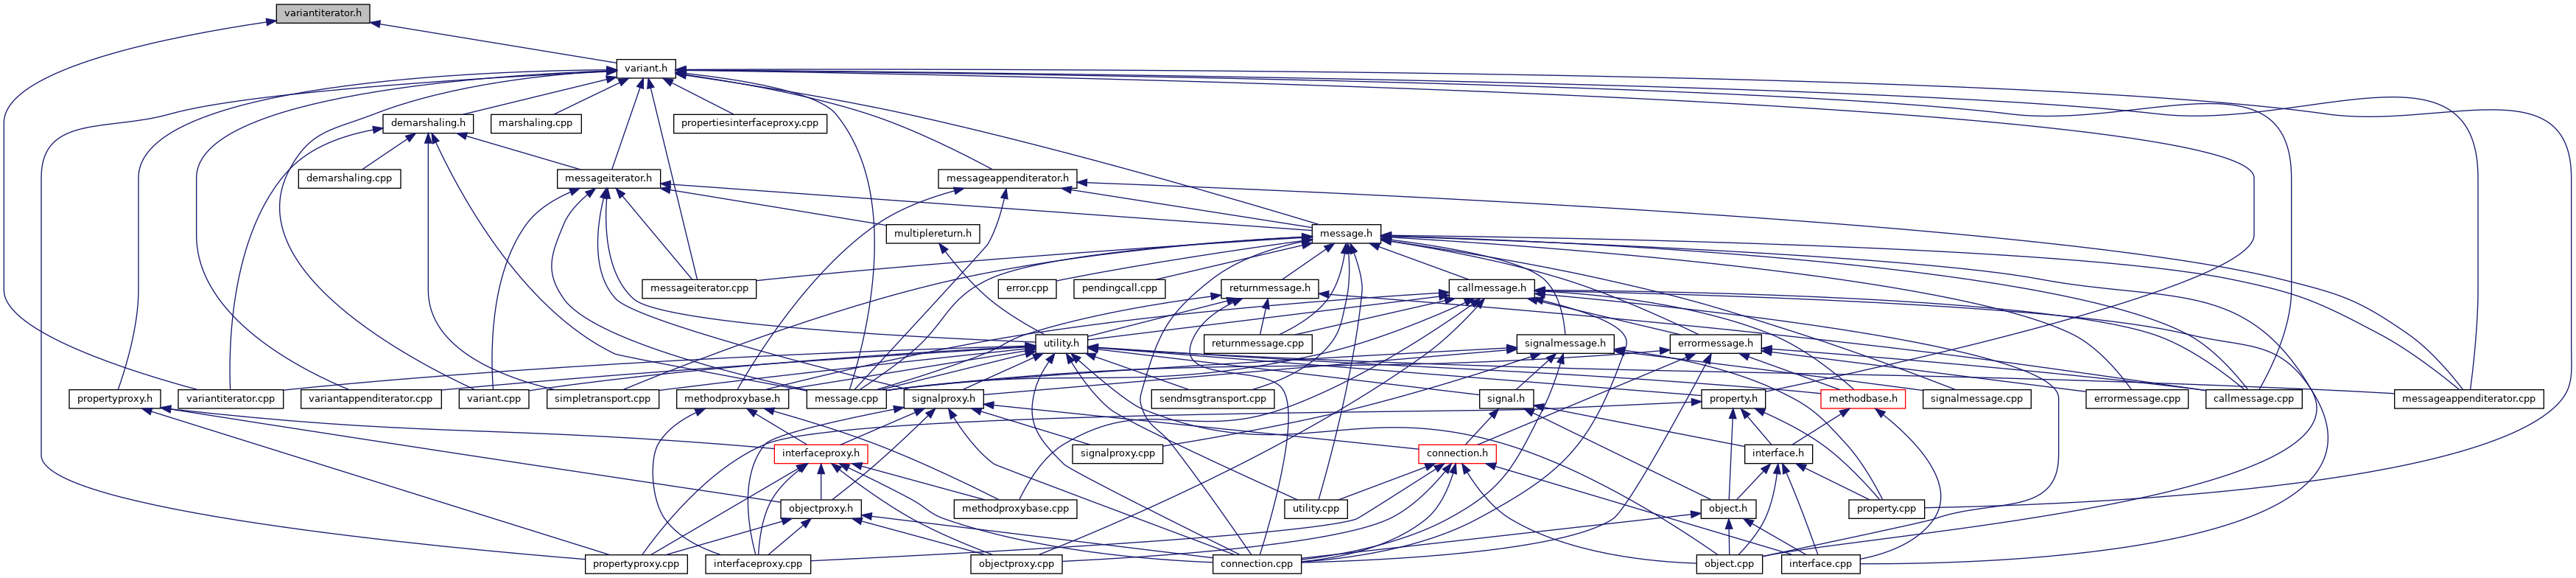 variantiterator.h
variant.h
demarshaling.h
marshaling.cpp
propertiesinterfaceproxy.cpp
demarshaling.cpp
messageiterator.h
messageappenditerator.h
multiplereturn.h
message.h
messageiterator.cpp
error.cpp
pendingcall.cpp
returnmessage.h
callmessage.h
utility.h
returnmessage.cpp
signalmessage.h
errormessage.h
propertyproxy.h
variantiterator.cpp
variantappenditerator.cpp
variant.cpp
simpletransport.cpp
methodproxybase.h
message.cpp
signalproxy.h
sendmsgtransport.cpp
signal.h
property.h
methodbase.h
signalmessage.cpp
errormessage.cpp
callmessage.cpp
messageappenditerator.cpp
interfaceproxy.h
signalproxy.cpp
connection.h
interface.h
objectproxy.h
methodproxybase.cpp
utility.cpp
object.h
property.cpp
propertyproxy.cpp
interfaceproxy.cpp
objectproxy.cpp
connection.cpp
object.cpp
interface.cpp